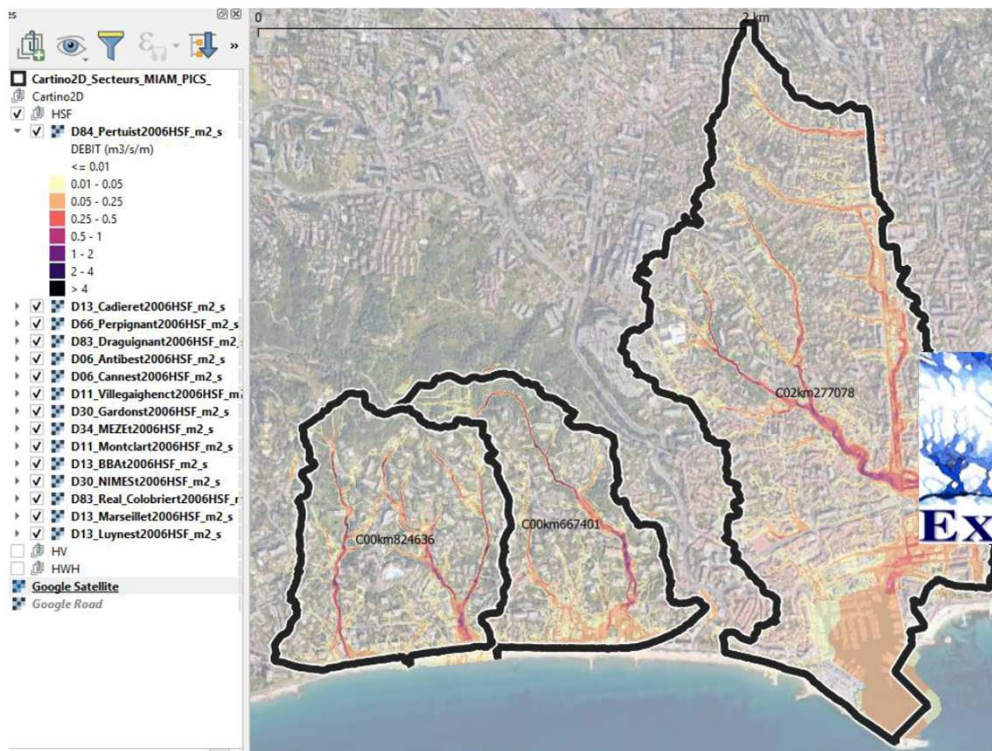 es
»
Cartino2D_Secteurs_MIAM_PICS_
Cartino2D
HSF
D84_Pertuist2006HSF_m2_s
DEBIT (m3/s/m)
<= 0.01
0.01 - 0.05
0.05 - 0.25
0.25 - 0.5
0.5 - 1
1 - 2
2 - 4
> 4
D13_Cadieret2006HSF_m2_s
D66_Perpignant2006HSF_m2_s
D83_Draguignant2006HSF_m2_
D06_Antibest2006HSF_m2_s
D06_Cannest2006HSF_m2_s
D11_Villegaighenct2006HSF_m2_s
D30_Gardonst2006HSF_m2_s
D34_MEZEt2006HSF_m2_s
D11_Montclart2006HSF_m2_s
D13_BBAt2006HSF_m2_s
D30_NIMESt2006HSF_m2_s
D83_Real_Colobriert2006HSF_r
D13_Marseillet2006HSF_m2_s
D13_Luynest2006HSF_m2_s
HV
HWH
Google Satellite
Google Road
0
2 km
C02km277078
C00km667401
C00km824636
Ex